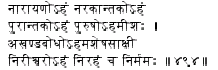 नारायणोऽहं नरकान्तकोऽहं
पुरान्तकोऽहं पुरुषोऽहमीशः ।
अखण्डबोधोऽहमशेषसाक्षी
निरीश्वरोऽहं निरहं च निर्ममः ॥ ४९४॥